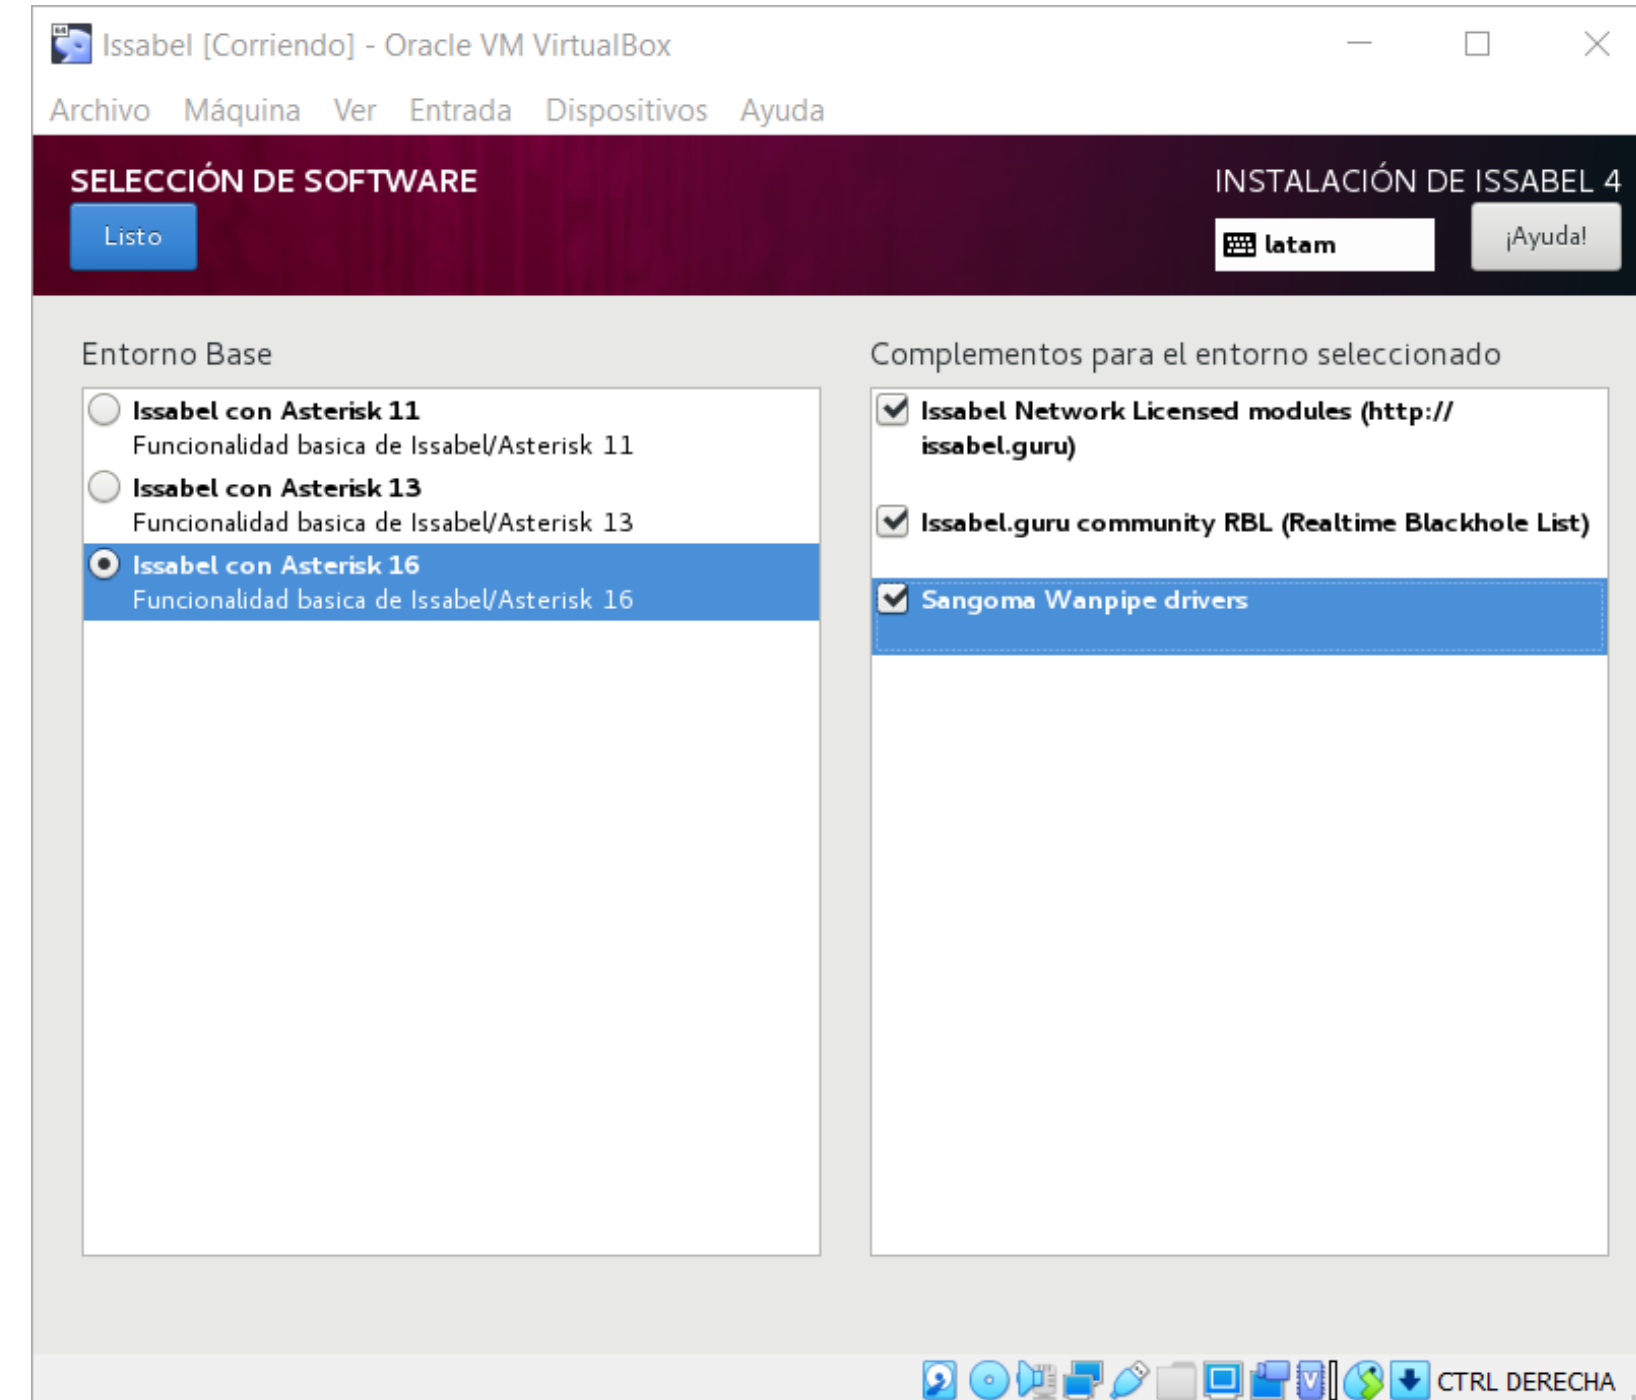 Issabel [Corriendo] - Oracle VM VirtualBox
Archivo Máquina Ver Entrada Dispositivos Ayuda
SELECCIÓN DE SOFTWARE
INSTALACIÓN DE ISSABEL 4
Listo
latam
¡Ayuda!
Entorno Base
Issabel con Asterisk 11
Funcionalidad basica de Issabel/Asterisk 11
Issabel con Asterisk 13
Funcionalidad basica de Issabel/Asterisk 13
Issabel con Asterisk 16
Funcionalidad basica de Issabel/Asterisk 16
Complementos para el entorno seleccionado
Issabel Network Licensed modules (http://
issabel.guru)
Issabel.guru community RBL (Realtime Blackhole List)
Sangoma Wanpipe drivers
CTRL DERECHA